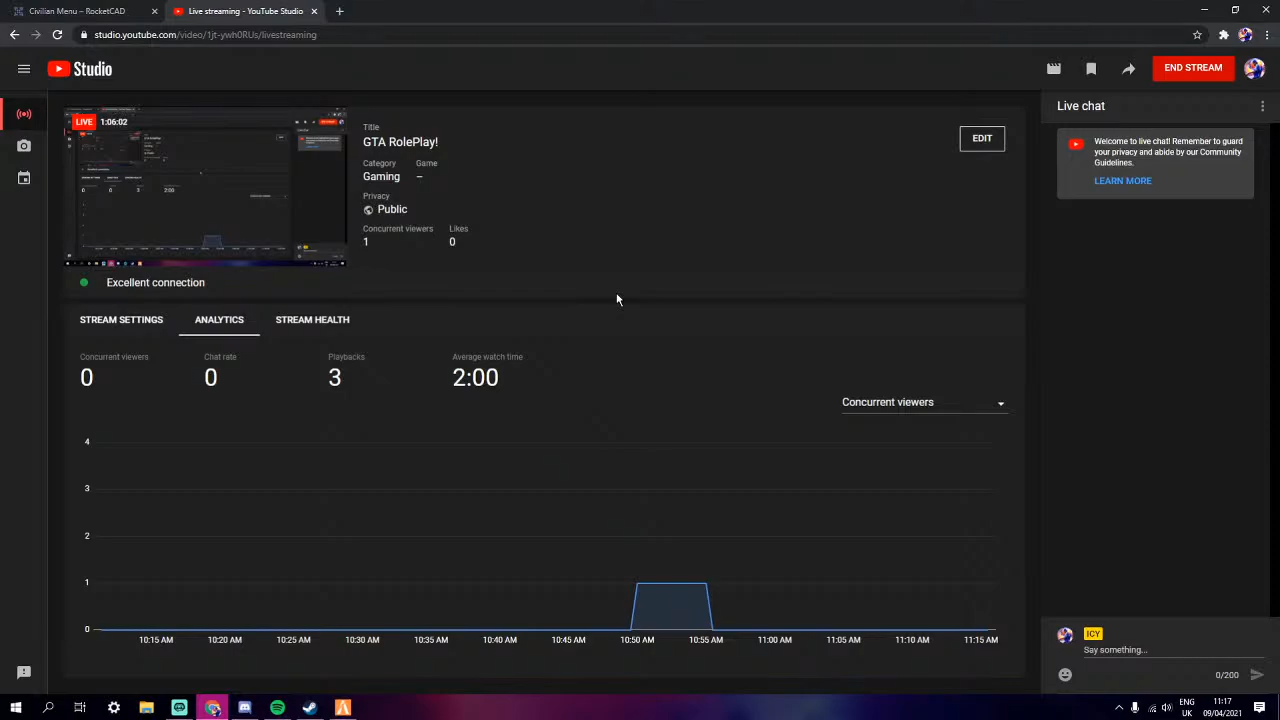 Civilian Menu – RocketCAD
Live streaming - YouTube Studio
studio.youtube.com/video/1jt-ywh0RUs/livestreaming
Studio
END STREAM
LIVE 1:06:02
Title
GTA RolePlay!
Category Game
Gaming –
Privacy
Public
Concurrent viewers Likes
1 0
EDIT
Excellent connection
STREAM SETTINGS ANALYTICS STREAM HEALTH
Concurrent viewers Chat rate Playbacks Average watch time
0 0 3 2:00
Concurrent viewers
4
3
2
1
0
10:15 AM 10:20 AM 10:25 AM 10:30 AM 10:35 AM 10:40 AM 10:45 AM 10:50 AM 10:55 AM 11:00 AM 11:05 AM 11:10 AM 11:15 AM
Live chat
Welcome to live chat! Remember to guard
your privacy and abide by our Community
Guidelines.
LEARN MORE
ICY
Say something...
0/200
ENG
UK
11:17
09/04/2021